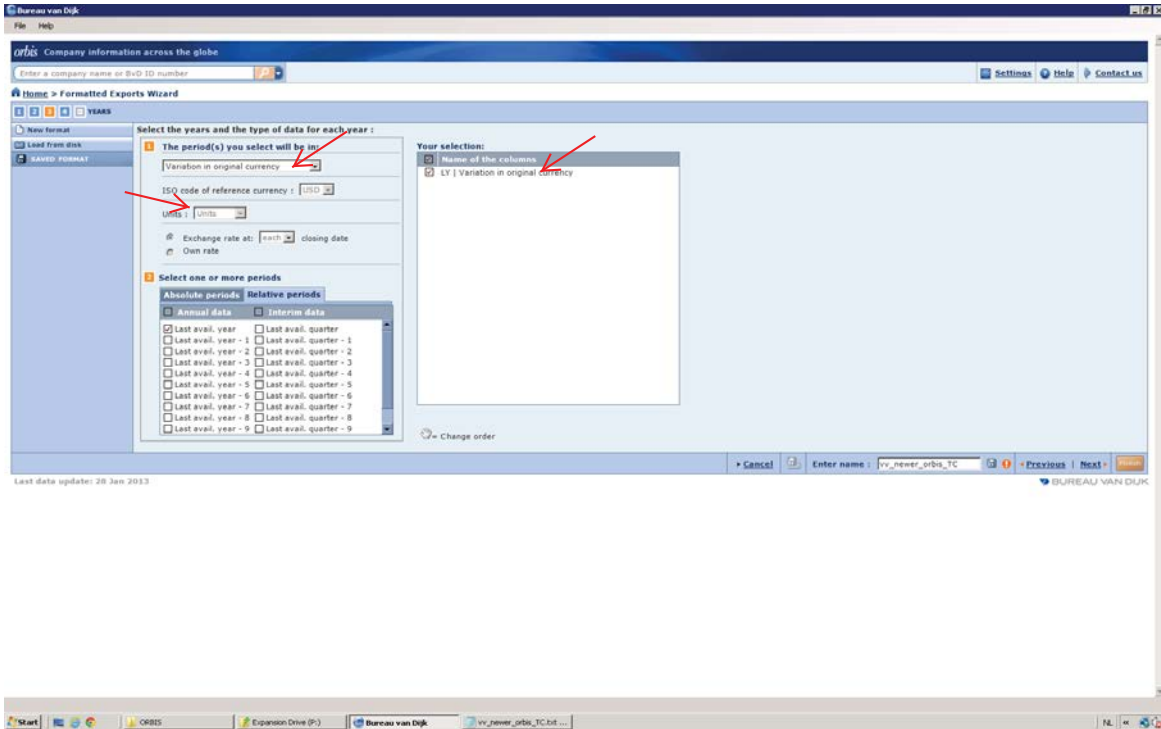 Bureau van Dijk
File Help
orbis Company information across the globe
Enter a company name or BvD ID number
Settings Help Contact us
Home > Formatted Exports Wizard
1 2 3 4 YEARS
New format
Load from disk
SAVED FORMAT
Select the years and the type of data for each year :
1 The period(s) you select will be in:
Variation in original currency
ISO code of reference currency : USD
Units : Units
Exchange rate at: each closing date
Own rate
2 Select one or more periods
Absolute periods Relative periods
Annual data Interim data
Last avail. year Last avail. quarter
Last avail. year - 1 Last avail. quarter - 1
Last avail. year - 2 Last avail. quarter - 2
Last avail. year - 3 Last avail. quarter - 3
Last avail. year - 4 Last avail. quarter - 4
Last avail. year - 5 Last avail. quarter - 5
Last avail. year - 6 Last avail. quarter - 6
Last avail. year - 7 Last avail. quarter - 7
Last avail. year - 8 Last avail. quarter - 8
Last avail. year - 9 Last avail. quarter - 9
Your selection:
Name of the columns
LY | Variation in original currency
= Change order
Cancel Enter name : vv_newer_orbis_TC Previous | Next Finish
Last data update: 28 Jan 2013
BUREAU VAN DIJK
Start ORBIS Expansion Drive (P:) Bureau van Dijk vv_newer_orbis_TC.txt ... NL